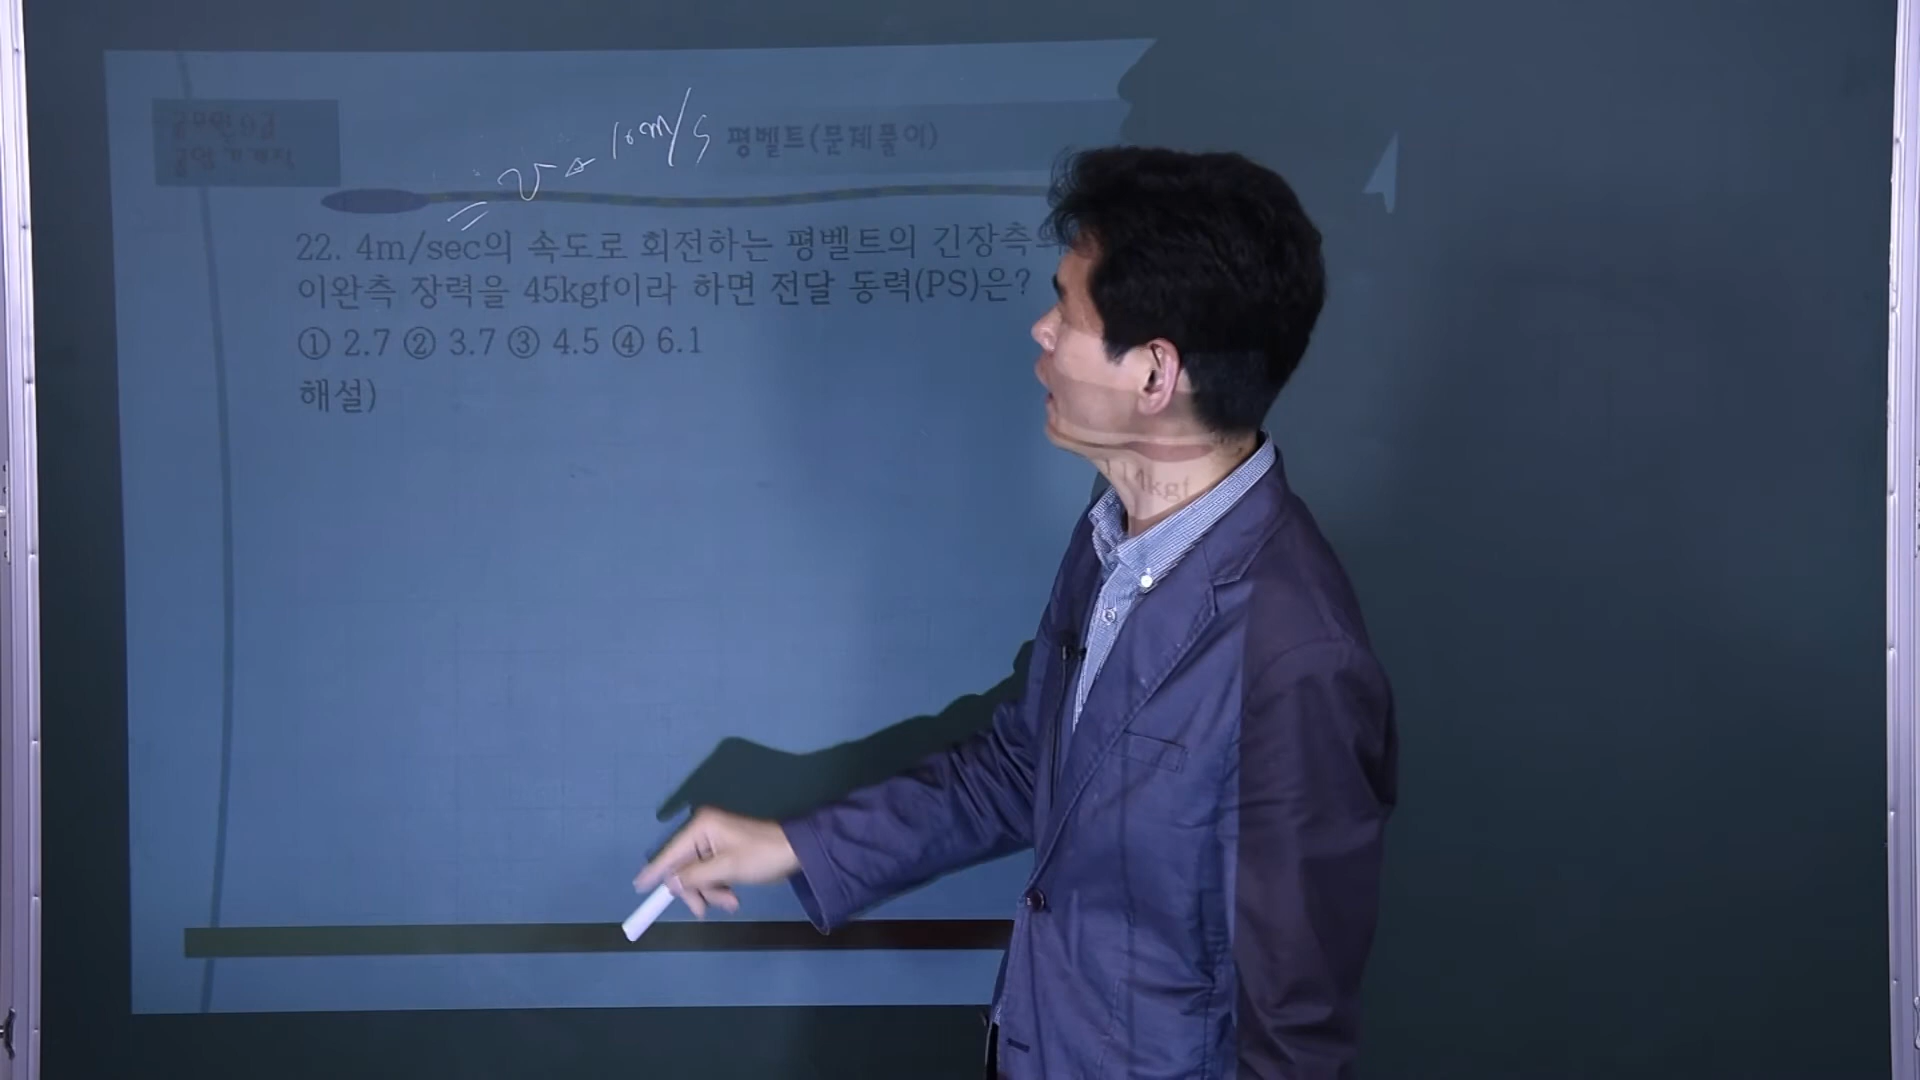 v < 10m/s
평벨트(문제풀이)
22. 4m/sec의 속도로 회전하는 평벨트의 긴장측의
이완측 장력을 45kgf이라 하면 전달 동력(PS)은?
① 2.7 ② 3.7 ③ 4.5 ④ 6.1
해설)
114kgf